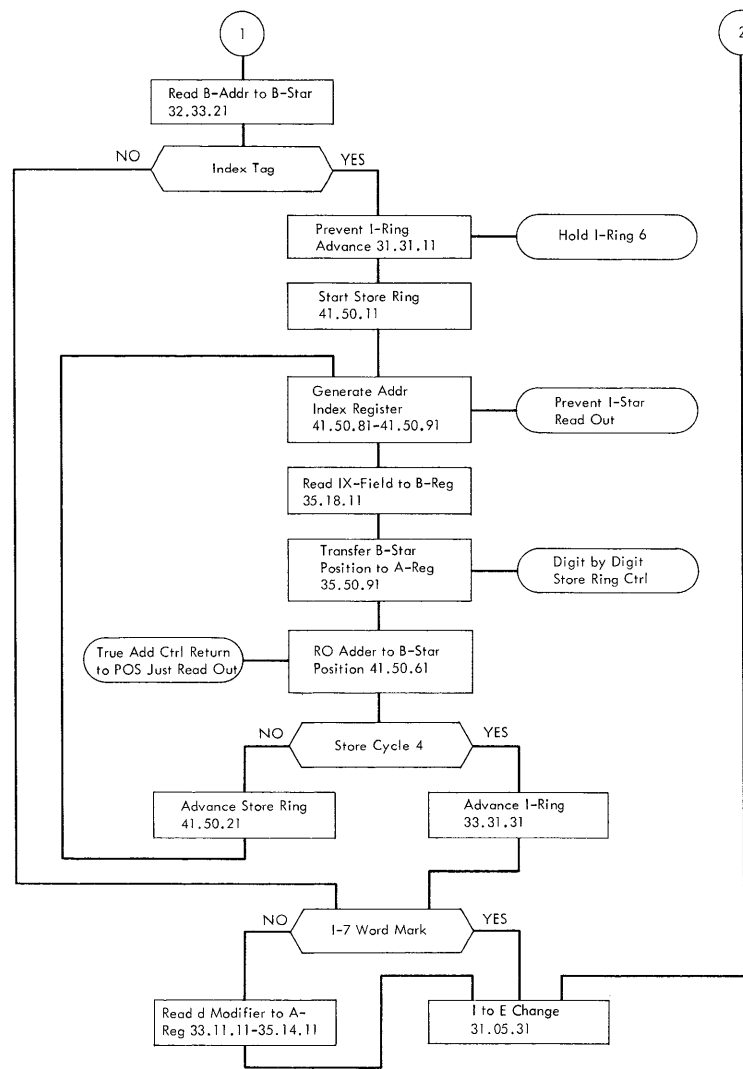 1
2
Read B-Addr to B-Star
32.33.21
NO
Index Tag
YES
Prevent I-Ring
Advance 31.31.11
Hold I-Ring 6
Start Store Ring
41.50.11
Generate Addr
Index Register
41.50.81-41.50.91
Prevent I-Star
Read Out
Read IX-Field to B-Reg
35.18.11
Transfer B-Star
Position to A-Reg
35.50.91
Digit by Digit
Store Ring Ctrl
True Add Ctrl Return
to POS Just Read Out
RO Adder to B-Star
Position 41.50.61
NO
Store Cycle 4
YES
Advance Store Ring
41.50.21
Advance I-Ring
33.31.31
NO
I-7 Word Mark
YES
Read d Modifier to A-
Reg 33.11.11-35.14.11
I to E Change
31.05.31